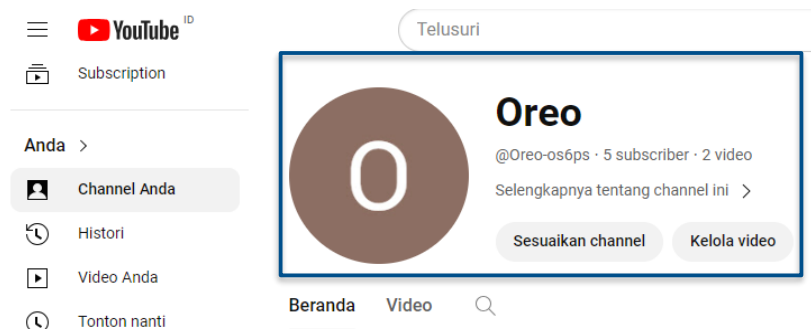 YouTube ID
Telusuri
Subscription
Anda
Channel Anda
Histori
Video Anda
Tonton nanti
O
Oreo
@Oreo-os6ps · 5 subscriber · 2 video
Selengkapnya tentang channel ini
Sesuaikan channel Kelola video
Beranda Video